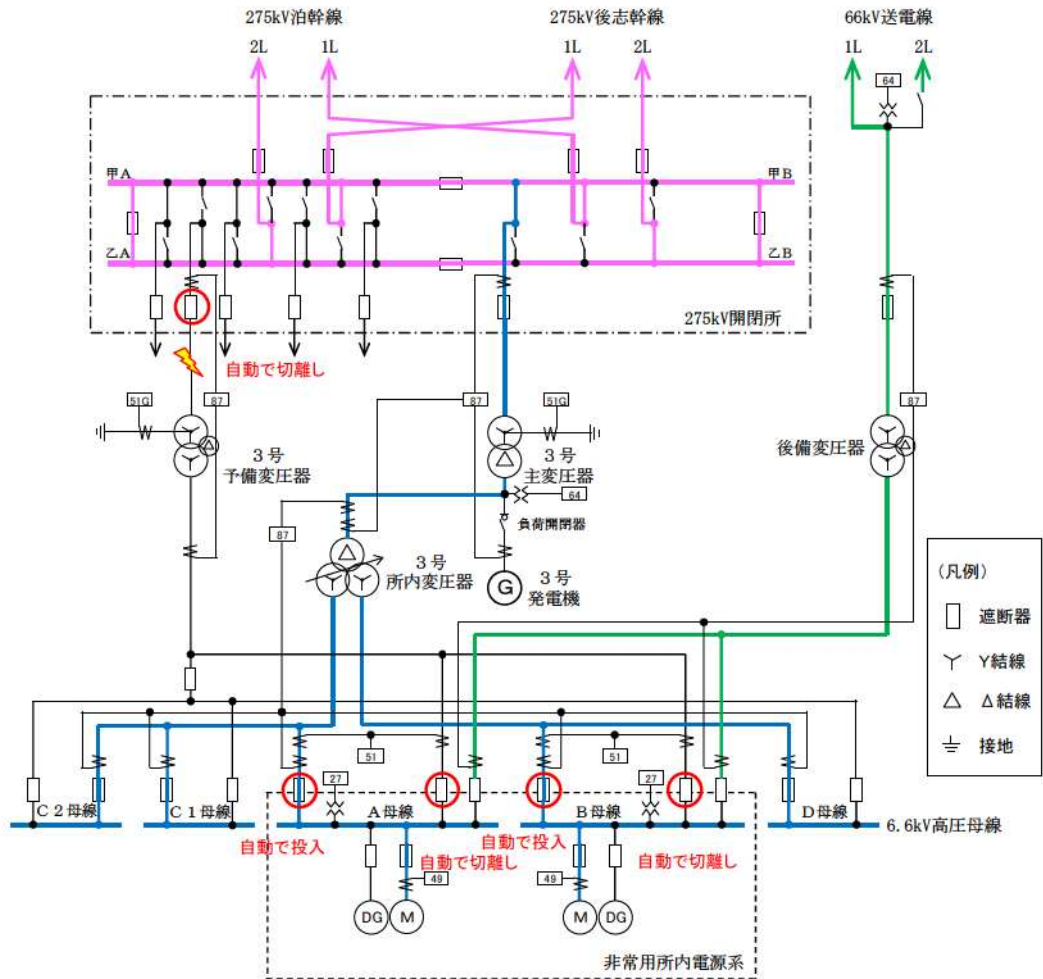 275kV泊幹線
275kV後志幹線
66kV送電線
2L
1L
1L
2L
1L
2L
64
甲A
甲B
乙A
乙B
275kV開閉所
自動で切離し
51G
87
87
51G
87
3号
予備変圧器
3号
主変圧器
後備変圧器
64
87
負荷開閉器
3号
所内変圧器
G
3号
発電機
(凡例)
遮断器
Y結線
Δ結線
接地
51
51
27
27
C2母線
C1母線
A母線
B母線
D母線
6.6kV高圧母線
自動で投入
自動で切離し
自動で投入
自動で切離し
49
49
DG
M
M
DG
非常用所内電源系